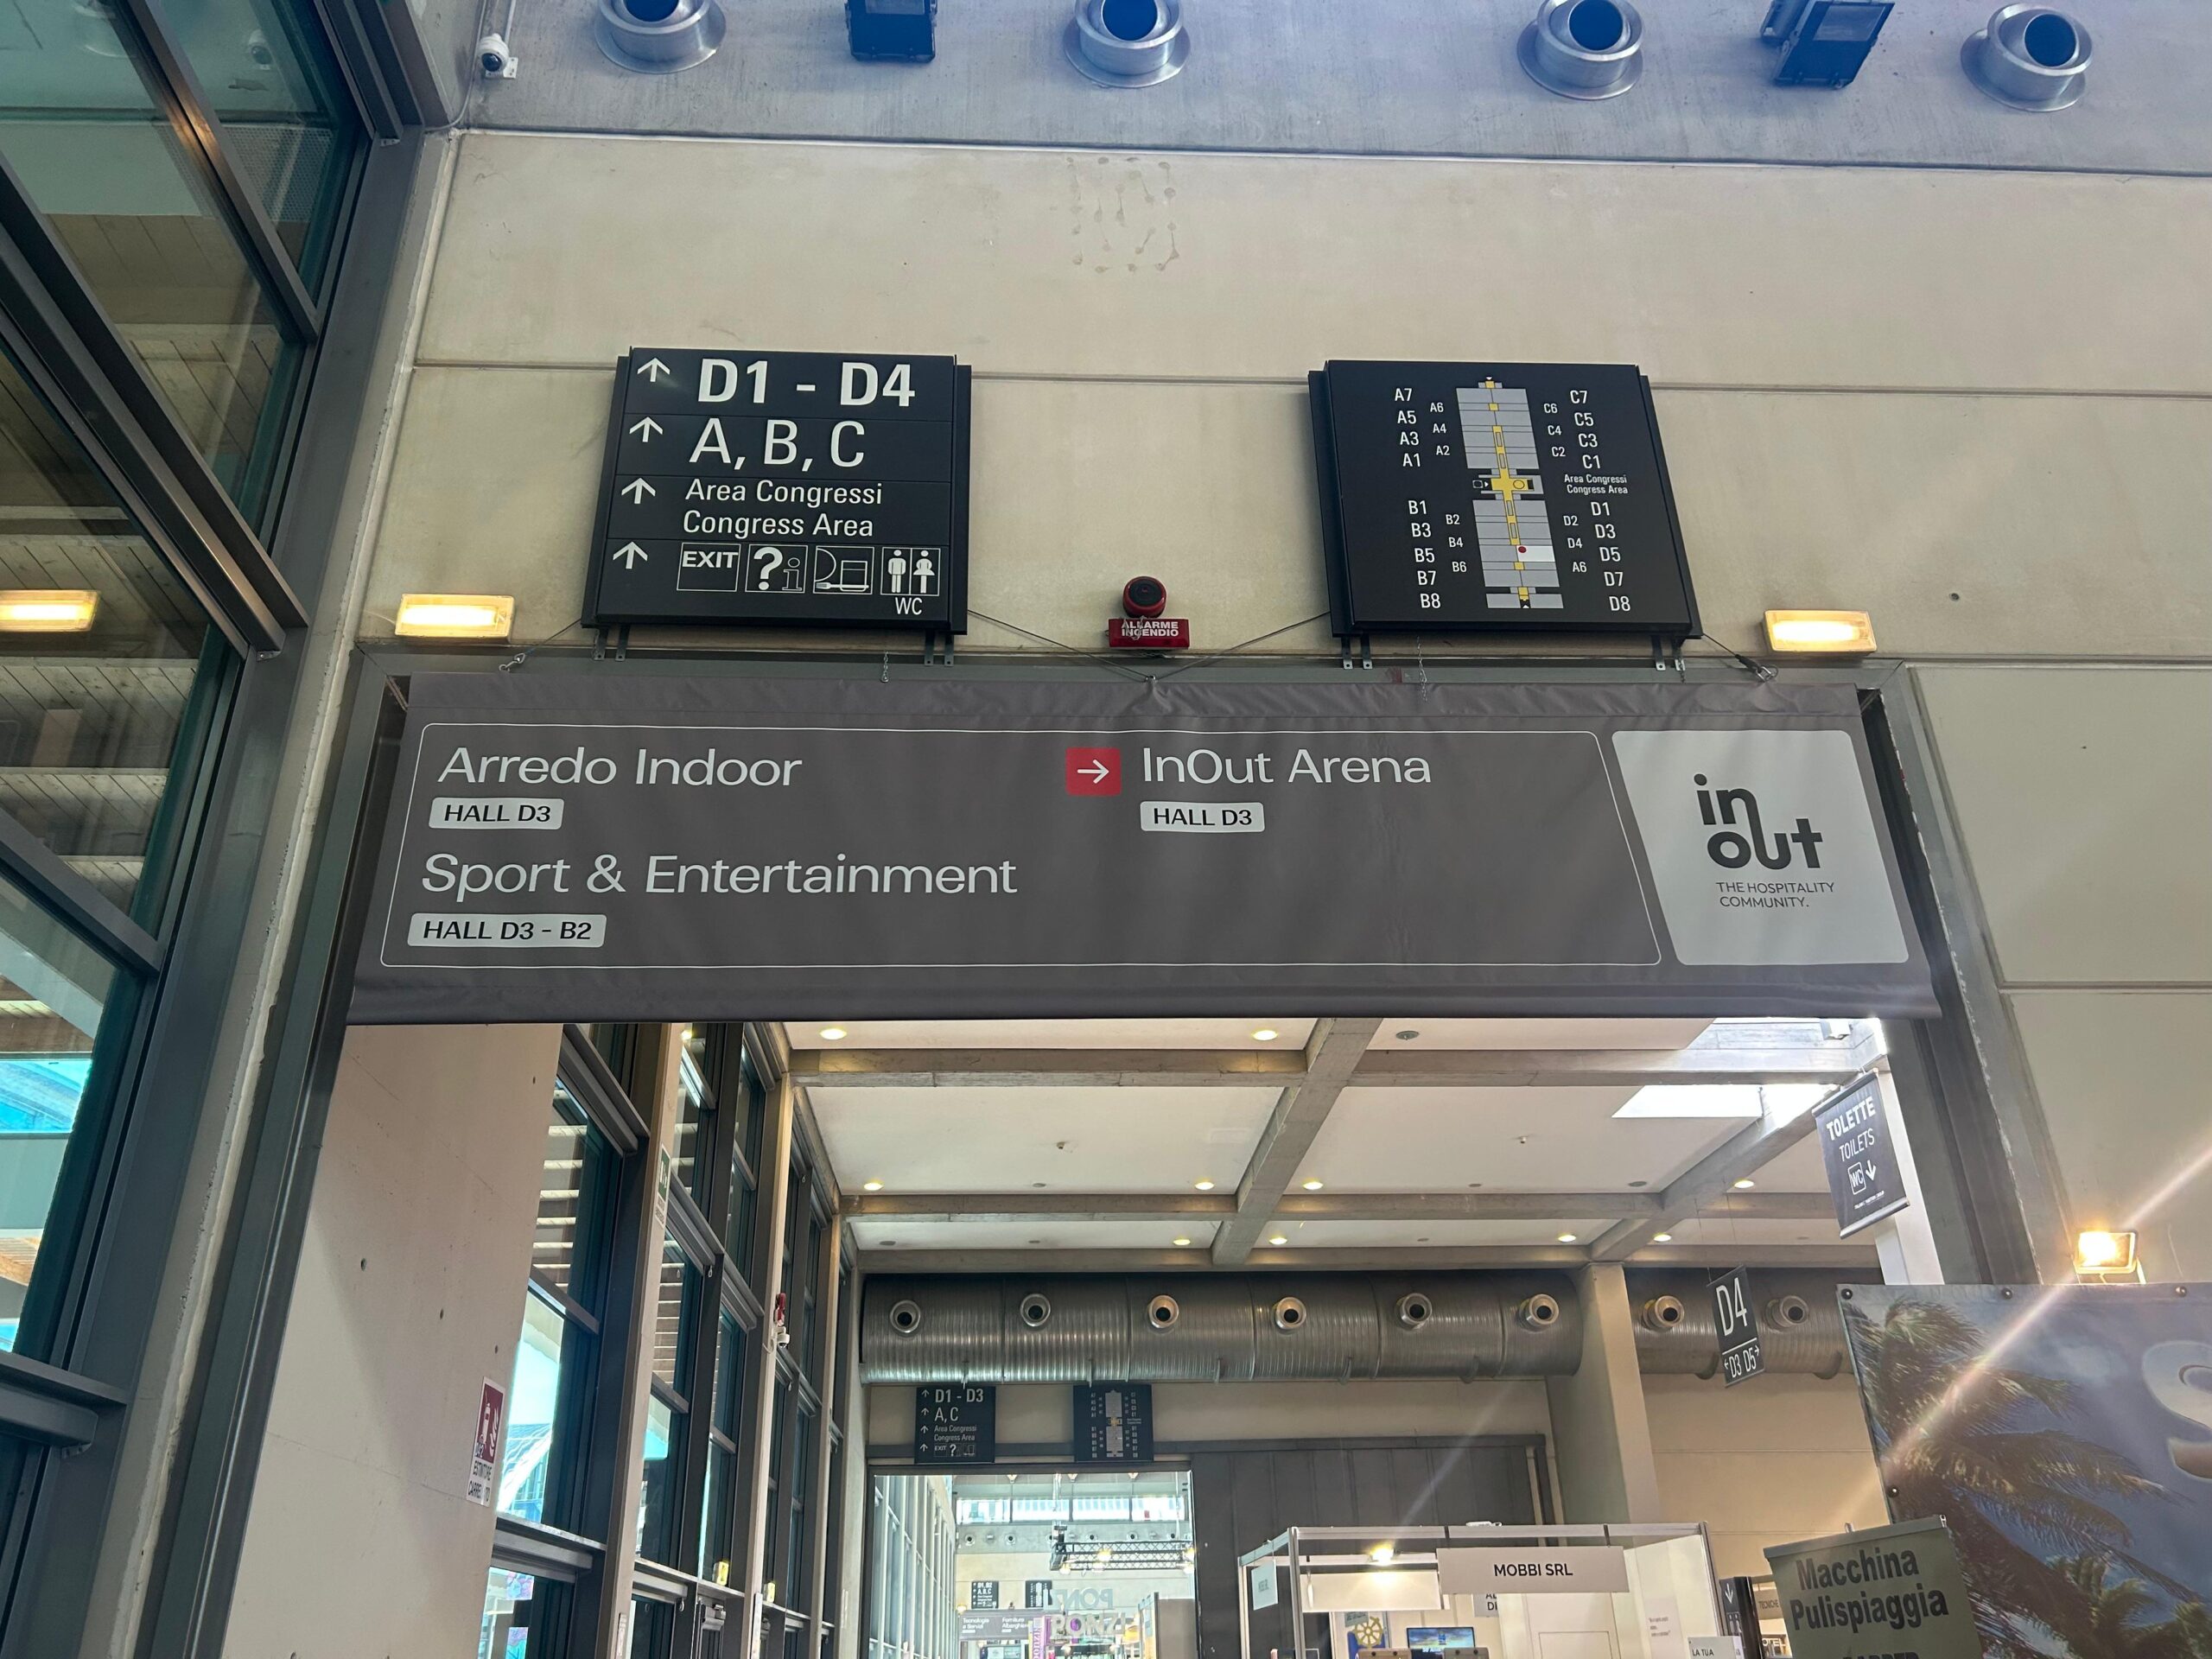 D1 - D4
A, B, C
Area Congressi
Congress Area
EXIT ? i
WC
A7 C7
A6 C6
A5 C5
A4 C4
A3 C3
A2 C2
A1 C1
Area Congressi
Congress Area
B1 D1
B2 D2
B3 D3
B4 D4
B5 D5
B6 A6
B7 D7
B8 D8
ALLARME
INCENDIO
Arredo Indoor
HALL D3
Sport & Entertainment
HALL D3 - B2
InOut Arena
HALL D3
in
out
THE HOSPITALITY
COMMUNITY.
TOLETTE
TOILETS
WC
D4
D3 D5
D1 - D3
A, C
Area Congressi
Congress Area
EXIT ?
MOBBI SRL
LA TUA
Macchina
Pulispiaggia